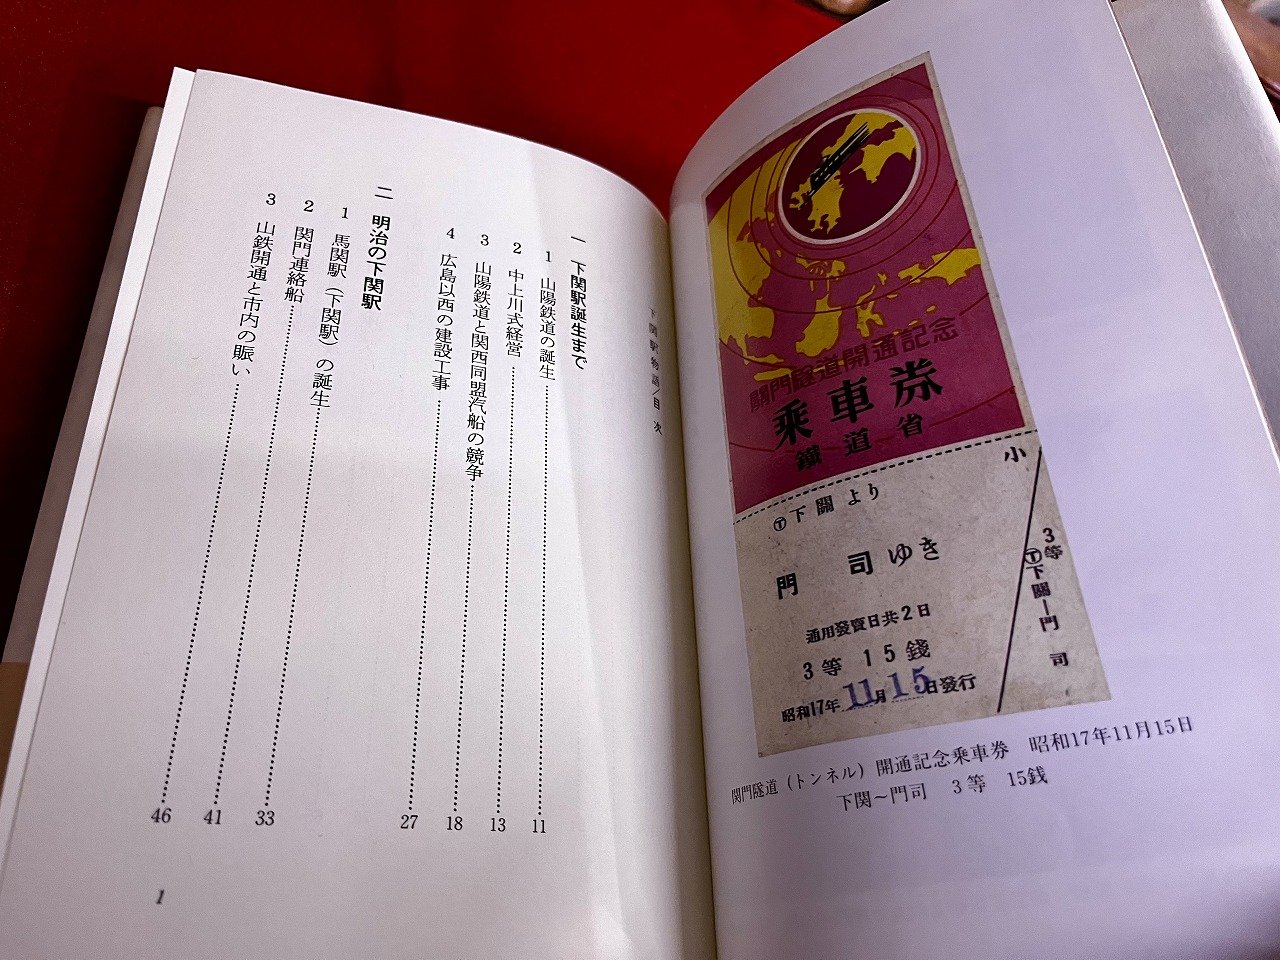 關門隧道開通記念
乗車券
鐵道省
小
Ⓣ下關より
門司ゆき
通用發賣日共2日
3等 15錢
昭和17年11月15日發行
3等
Ⓣ下關—門司
関門隧道（トンネル）開通記念乗車券　昭和17年11月15日
下関〜門司　3等　15銭
下関駅物語／目次
一　下関駅誕生まで
1　山陽鉄道の誕生……11
2　中上川式経営……13
3　山陽鉄道と関西同盟汽船の競争……18
4　広島以西の建設工事……27
二　明治の下関駅
1　馬関駅（下関駅）の誕生……33
2　関門連絡船……41
3　山鉄開通と市内の賑い……46
1